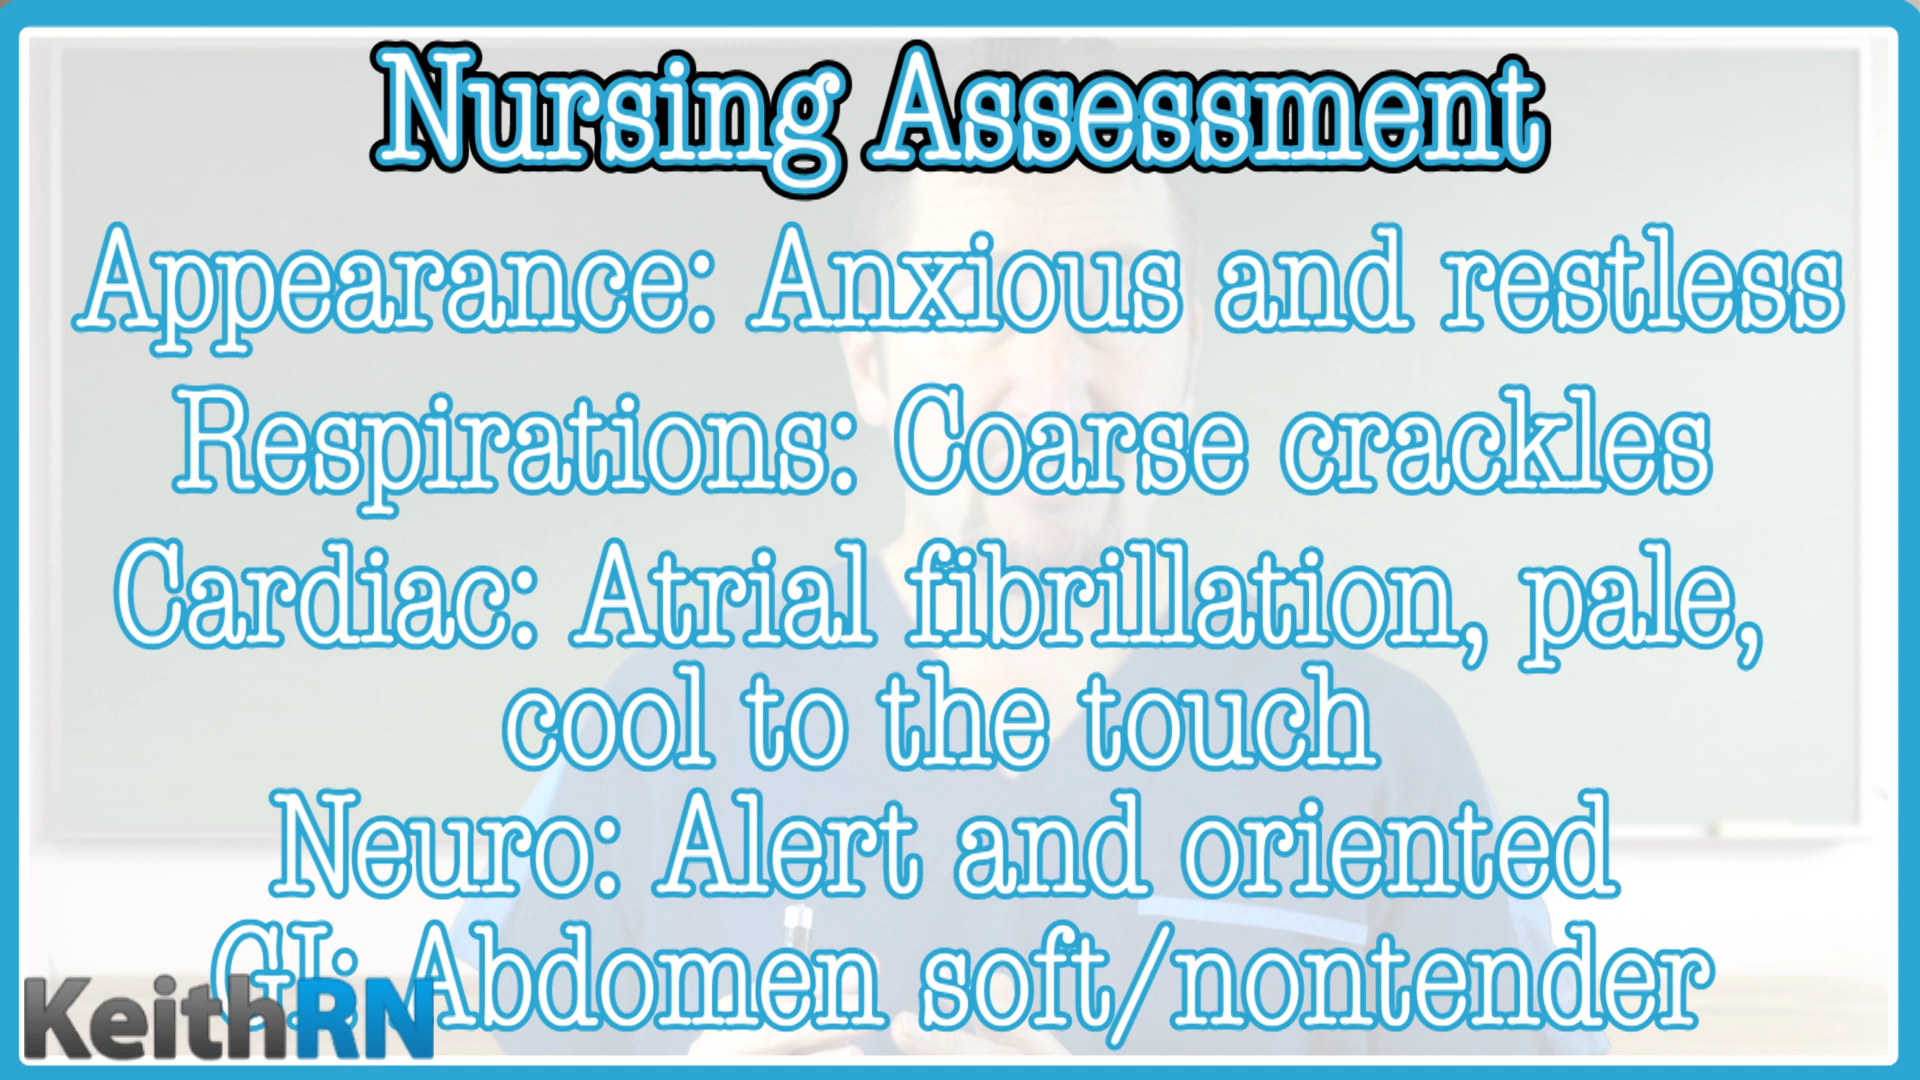 Nursing Assessment
Appearance: Anxious and restless
Respirations: Coarse crackles
Cardiac: Atrial fibrillation, pale,
cool to the touch
Neuro: Alert and oriented
GI: Abdomen soft/nontender
KeithRN